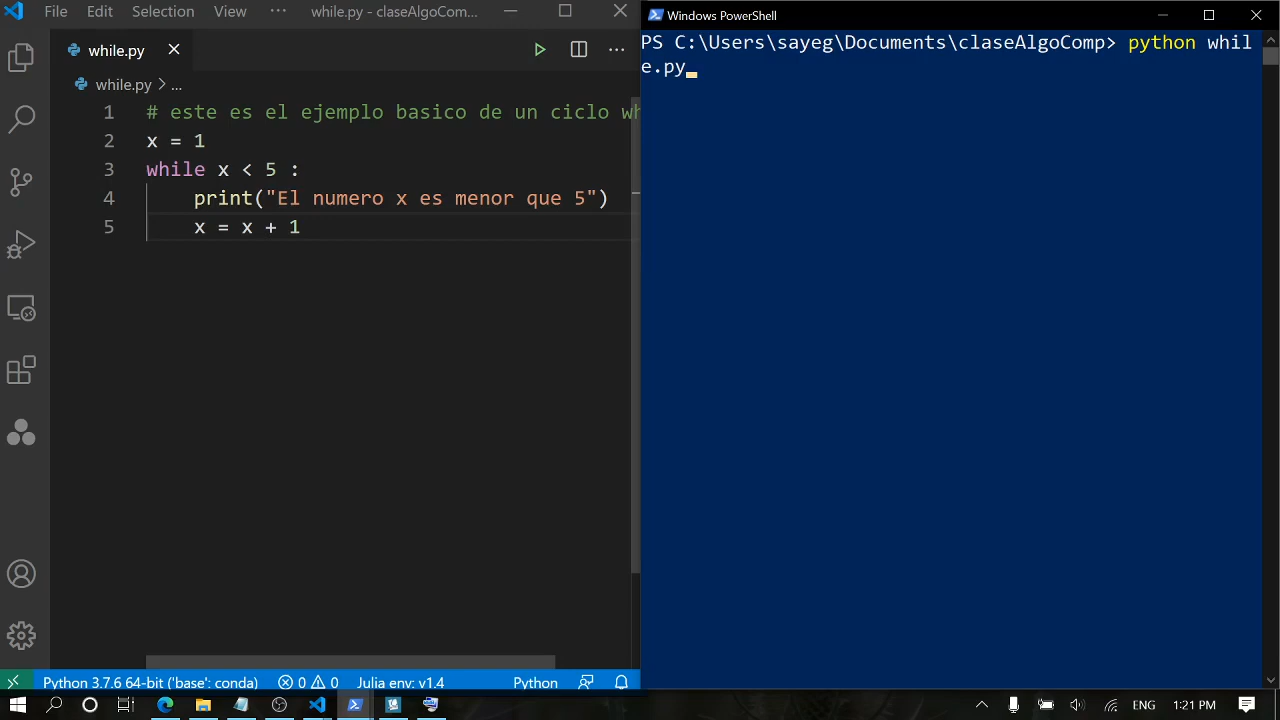 File Edit Selection View ··· while.py - claseAlgoCom...
while.py
while.py > ...
1 # este es el ejemplo basico de un ciclo wh
2 x = 1
3 while x < 5 :
4 print("El numero x es menor que 5")
5 x = x + 1
Python 3.7.6 64-bit ('base': conda) 0 0 Julia env: v1.4 Python
Windows PowerShell
PS C:\Users\sayeg\Documents\claseAlgoComp> python whil
e.py
1:21 PM